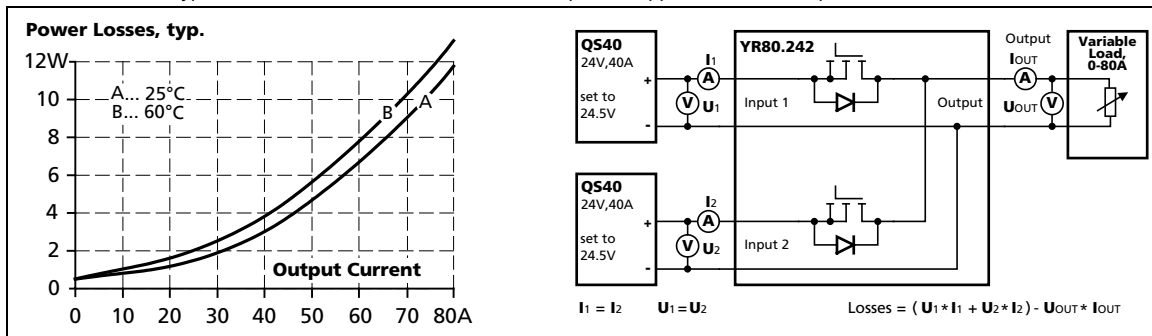 Power Losses, typ.
12W
10
8
6
4
2
0
A... 25°C
B... 60°C
B
A
Output Current
0 10 20 30 40 50 60 70 80A
QS40
24V,40A
set to
24.5V
+
-
I1
A
V
U1
YR80.242
Input 1
Output
Output
IOUT
A
UOUT
V
Variable
Load,
0-80A
QS40
24V,40A
set to
24.5V
+
-
I2
A
V
U2
Input 2
I1 = I2 U1=U2 Losses = (U1*I1 + U2*I2) - UOUT* IOUT